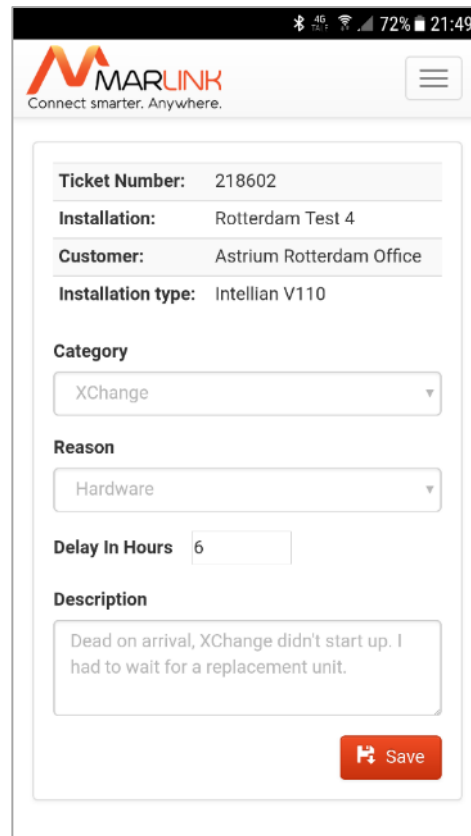 4G 72% 21:49
MARLINK
Connect smarter. Anywhere.
Ticket Number: 218602
Installation: Rotterdam Test 4
Customer: Astrium Rotterdam Office
Installation type: Intellian V110
Category
XChange
Reason
Hardware
Delay In Hours 6
Description
Dead on arrival, XChange didn't start up. I
had to wait for a replacement unit.
Save